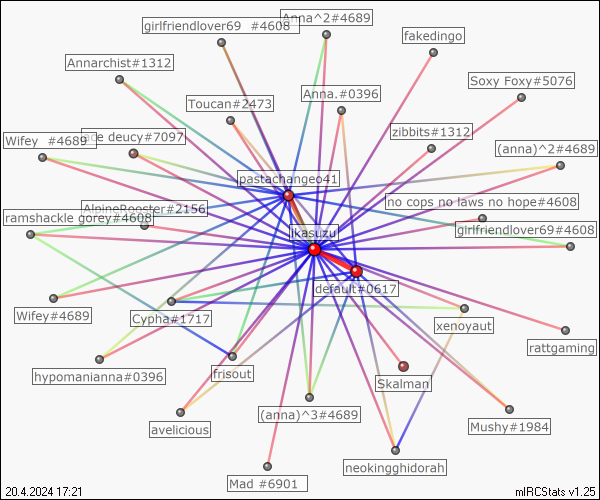 Anna^2#4689
girlfriendlover69 #4608
fakedingo
Annarchist#1312
Soxy Foxy#5076
Anna.#0396
Toucan#2473
zibbits#1312
Wifey #4689
ace deucy#7097
(anna)^2#4689
pastachangeo41
no cops no laws no hope#4608
AlpineRooster#2156
ramshackle gorey#4608
girlfriendlover69#4608
ikasuzu
default#0617
Wifey#4689
Cypha#1717
xenoyaut
rattgaming
hypomanianna#0396
frisout
Skalman
(anna)^3#4689
avelicious
Mushy#1984
neokingghidorah
Mad #6901
20.4.2024 17:21
mIRCStats v1.25